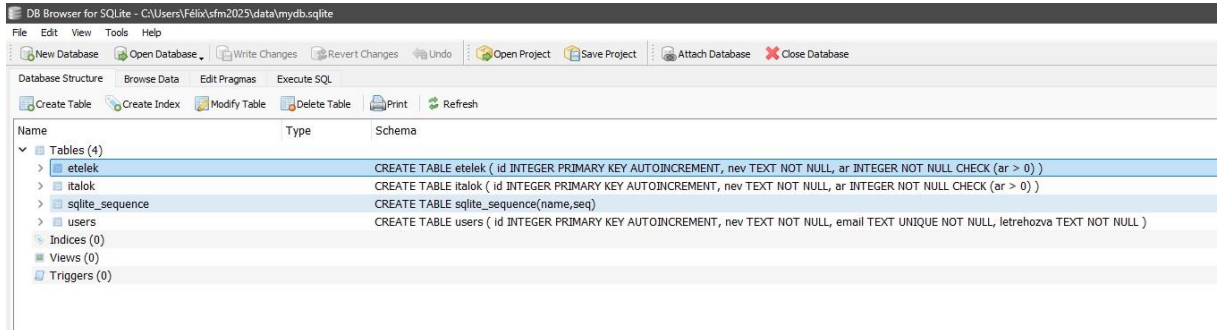 DB Browser for SQLite - C:\Users\Félix\sfm2025\data\mydb.sqlite
File Edit View Tools Help
New Database Open Database Write Changes Revert Changes Undo Open Project Save Project Attach Database Close Database
Database Structure Browse Data Edit Pragmas Execute SQL
Create Table Create Index Modify Table Delete Table Print Refresh
Name Type Schema
Tables (4)
etelek CREATE TABLE etelek ( id INTEGER PRIMARY KEY AUTOINCREMENT, nev TEXT NOT NULL, ar INTEGER NOT NULL CHECK (ar > 0) )
italok CREATE TABLE italok ( id INTEGER PRIMARY KEY AUTOINCREMENT, nev TEXT NOT NULL, ar INTEGER NOT NULL CHECK (ar > 0) )
sqlite_sequence CREATE TABLE sqlite_sequence(name,seq)
users CREATE TABLE users ( id INTEGER PRIMARY KEY AUTOINCREMENT, nev TEXT NOT NULL, email TEXT UNIQUE NOT NULL, letrehozva TEXT NOT NULL )
Indices (0)
Views (0)
Triggers (0)